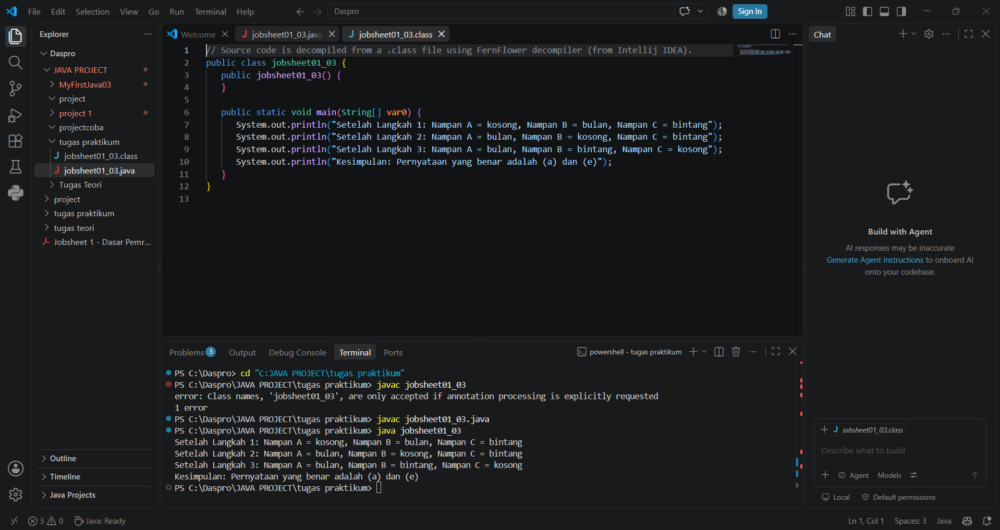 File Edit Selection View Go Run Terminal Help
Daspro
Sign In
Explorer
Daspro
JAVA PROJECT
MyFirstJava03
project
project 1
projectcoba
tugas praktikum
jobsheet01_03.class
jobsheet01_03.java
Tugas Teori
project
tugas praktikum
tugas teori
Jobsheet 1 - Dasar Pemr...
Outline
Timeline
Java Projects
Welcome
jobsheet01_03.java
jobsheet01_03.class
1 // Source code is decompiled from a .class file using FernFlower decompiler (from Intellij IDEA).
2 public class jobsheet01_03 {
3 public jobsheet01_03() {
4 }
5
6 public static void main(String[] var0) {
7 System.out.println("Setelah Langkah 1: Nampan A = kosong, Nampan B = bulan, Nampan C = bintang");
8 System.out.println("Setelah Langkah 2: Nampan A = bulan, Nampan B = kosong, Nampan C = bintang");
9 System.out.println("Setelah Langkah 3: Nampan A = bulan, Nampan B = bintang, Nampan C = kosong");
10 System.out.println("Kesimpulan: Pernyataan yang benar adalah (a) dan (e)");
11 }
12 }
13
Problems 3 Output Debug Console Terminal Ports
powershell - tugas praktikum
PS C:\Daspro> cd "C:JAVA PROJECT\tugas praktikum"
PS C:\Daspro\JAVA PROJECT\tugas praktikum> javac jobsheet01_03
error: Class names, 'jobsheet01_03', are only accepted if annotation processing is explicitly requested
1 error
PS C:\Daspro\JAVA PROJECT\tugas praktikum> javac jobsheet01_03.java
PS C:\Daspro\JAVA PROJECT\tugas praktikum> java jobsheet01_03
Setelah Langkah 1: Nampan A = kosong, Nampan B = bulan, Nampan C = bintang
Setelah Langkah 2: Nampan A = bulan, Nampan B = kosong, Nampan C = bintang
Setelah Langkah 3: Nampan A = bulan, Nampan B = bintang, Nampan C = kosong
Kesimpulan: Pernyataan yang benar adalah (a) dan (e)
PS C:\Daspro\JAVA PROJECT\tugas praktikum>
Chat
Build with Agent
AI responses may be inaccurate
Generate Agent Instructions to onboard AI
onto your codebase.
jobsheet01_03.class
Describe what to build
Agent Models
Local Default permissions
3 0 Java: Ready
Ln 1, Col 1 Spaces: 3 Java